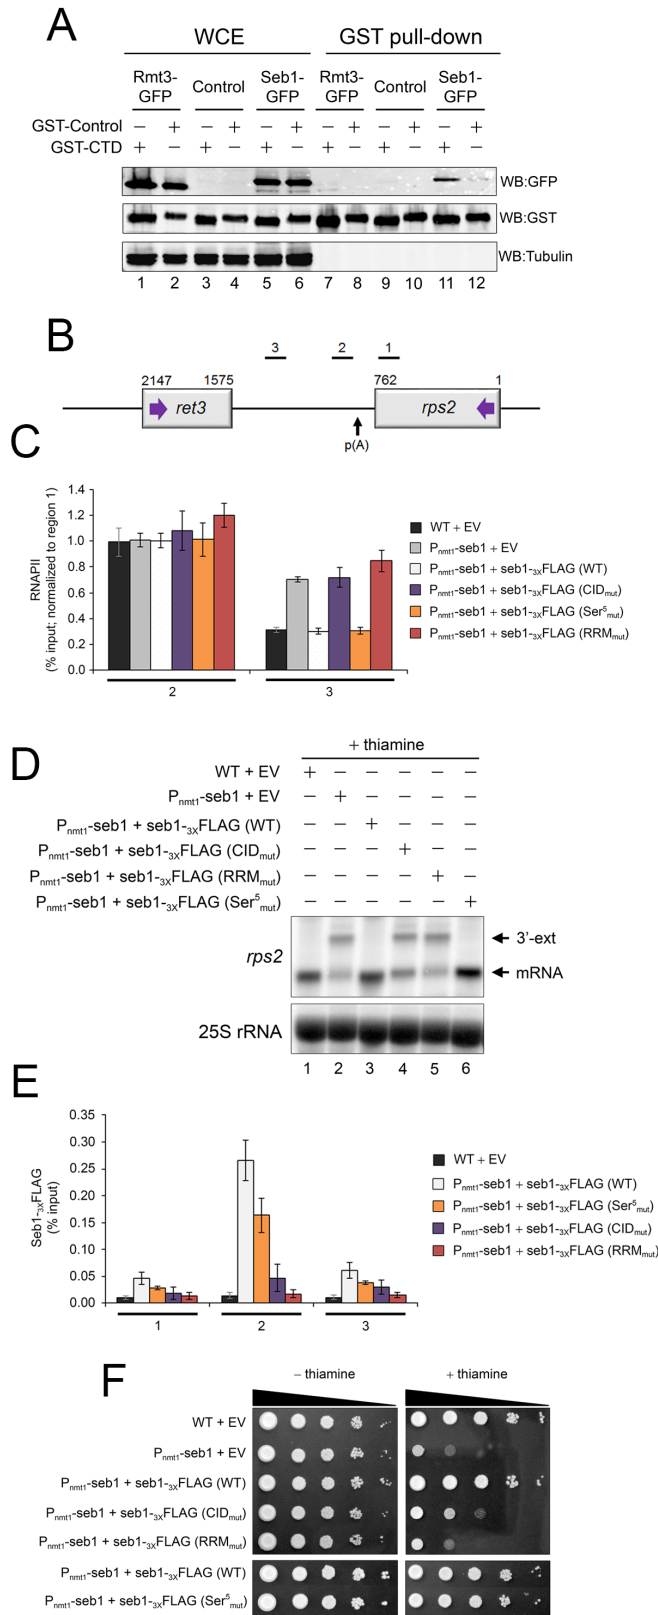 A
WCE GST pull-down
Rmt3-GFP Control Seb1-GFP Rmt3-GFP Control Seb1-GFP
GST-Control − + − + − + − + − + − +
GST-CTD + − + − + − + − + − + −
WB:GFP
WB:GST
WB:Tubulin
1 2 3 4 5 6 7 8 9 10 11 12
B
3 2 1
2147 1575 762 1
ret3 rps2
p(A)
C
RNAPII
(% input; normalized to region 1)
1.4
1.2
1.0
0.8
0.6
0.4
0.2
0.0
2 3
WT + EV
Pnmt1-seb1 + EV
Pnmt1-seb1 + seb1-3XFLAG (WT)
Pnmt1-seb1 + seb1-3XFLAG (CIDmut)
Pnmt1-seb1 + seb1-3XFLAG (Ser5mut)
Pnmt1-seb1 + seb1-3XFLAG (RRMmut)
D
+ thiamine
WT + EV + − − − − −
Pnmt1-seb1 + EV − + − − − −
Pnmt1-seb1 + seb1-3XFLAG (WT) − − + − − −
Pnmt1-seb1 + seb1-3XFLAG (CIDmut) − − − + − −
Pnmt1-seb1 + seb1-3XFLAG (RRMmut) − − − − + −
Pnmt1-seb1 + seb1-3XFLAG (Ser5mut) − − − − − +
rps2
3'-ext
mRNA
25S rRNA
1 2 3 4 5 6
E
Seb1-3XFLAG
(% input)
0.35
0.30
0.25
0.20
0.15
0.10
0.05
0.00
1 2 3
WT + EV
Pnmt1-seb1 + seb1-3XFLAG (WT)
Pnmt1-seb1 + seb1-3XFLAG (Ser5mut)
Pnmt1-seb1 + seb1-3XFLAG (CIDmut)
Pnmt1-seb1 + seb1-3XFLAG (RRMmut)
F
− thiamine + thiamine
WT + EV
Pnmt1-seb1 + EV
Pnmt1-seb1 + seb1-3XFLAG (WT)
Pnmt1-seb1 + seb1-3XFLAG (CIDmut)
Pnmt1-seb1 + seb1-3XFLAG (RRMmut)
Pnmt1-seb1 + seb1-3XFLAG (WT)
Pnmt1-seb1 + seb1-3XFLAG (Ser5mut)